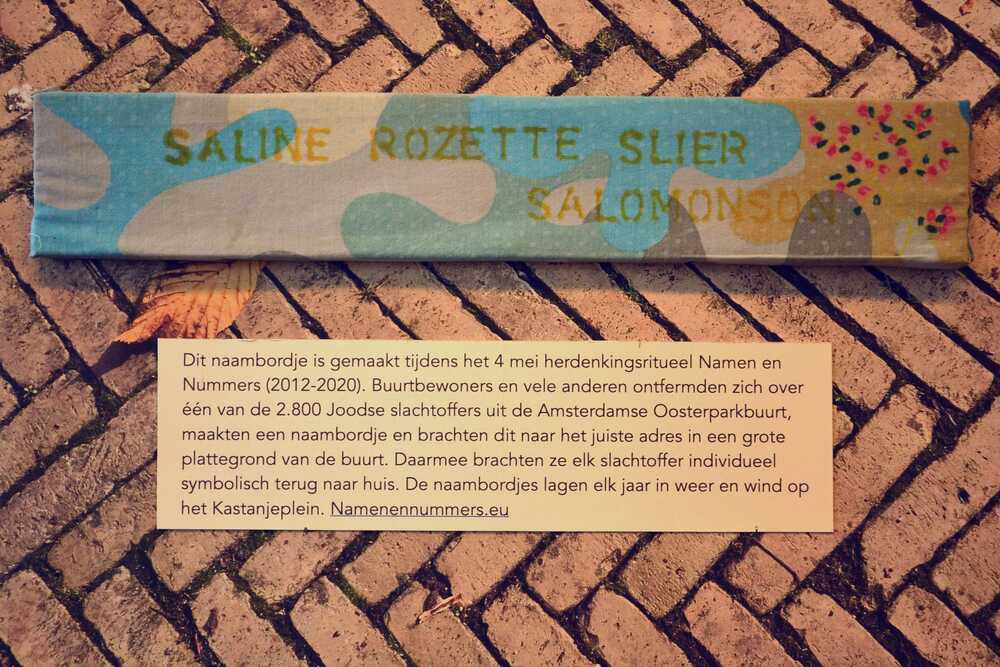 SALINE ROZETTE SLIER
SALOMONSON
Dit naambordje is gemaakt tijdens het 4 mei herdenkingsritueel Namen en
Nummers (2012-2020). Buurtbewoners en vele anderen ontfermden zich over
één van de 2.800 Joodse slachtoffers uit de Amsterdamse Oosterparkbuurt,
maakten een naambordje en brachten dit naar het juiste adres in een grote
plattegrond van de buurt. Daarmee brachten ze elk slachtoffer individueel
symbolisch terug naar huis. De naambordjes lagen elk jaar in weer en wind op
het Kastanjeplein. Namenennummers.eu